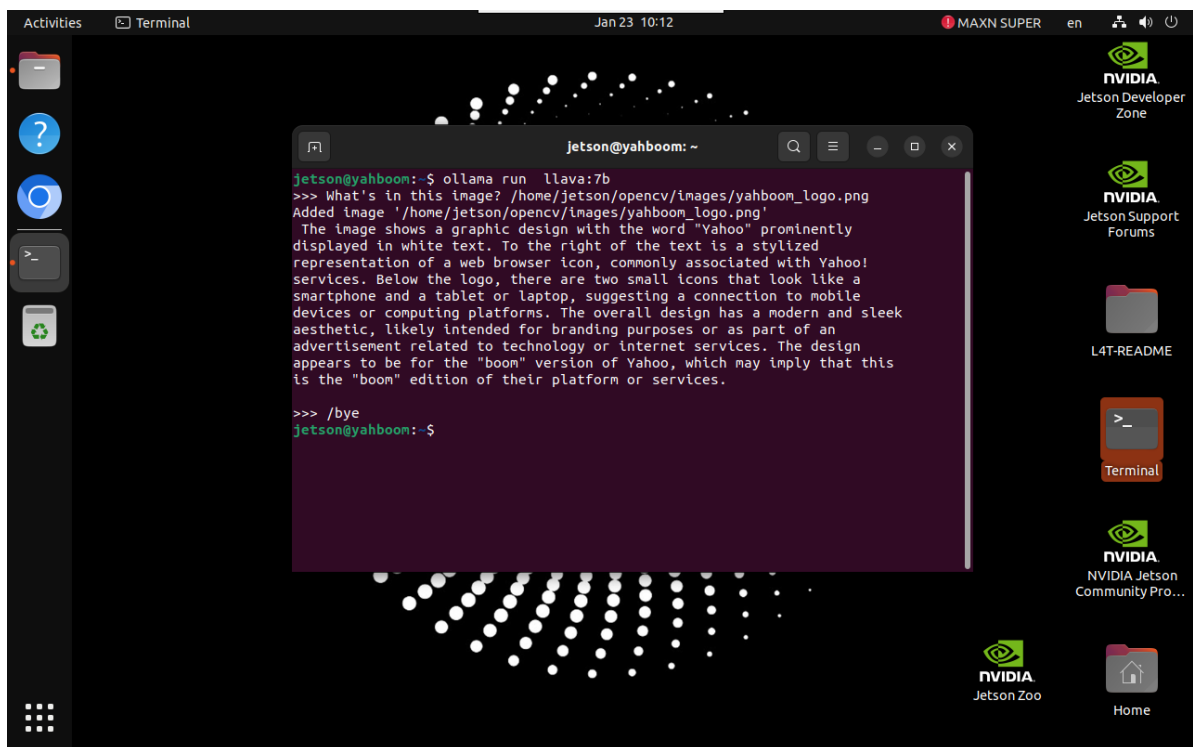 Activities
Terminal
Jan 23 10:12
MAXN SUPER
en
NVIDIA.
Jetson Developer
Zone
jetson@yahboom: ~
jetson@yahboom:~$ ollama run  llava:7b
>>> What's in this image? /home/jetson/opencv/images/yahboom_logo.png
Added image '/home/jetson/opencv/images/yahboom_logo.png'
 The image shows a graphic design with the word "Yahoo" prominently
displayed in white text. To the right of the text is a stylized
representation of a web browser icon, commonly associated with Yahoo!
services. Below the logo, there are two small icons that look like a
smartphone and a tablet or laptop, suggesting a connection to mobile
devices or computing platforms. The overall design has a modern and sleek
aesthetic, likely intended for branding purposes or as part of an
advertisement related to technology or internet services. The design
appears to be for the "boom" version of Yahoo, which may imply that this
is the "boom" edition of their platform or services.
>>> /bye
jetson@yahboom:~$
NVIDIA.
Jetson Support
Forums
L4T-README
Terminal
NVIDIA.
NVIDIA Jetson
Community Pro...
NVIDIA.
Jetson Zoo
Home